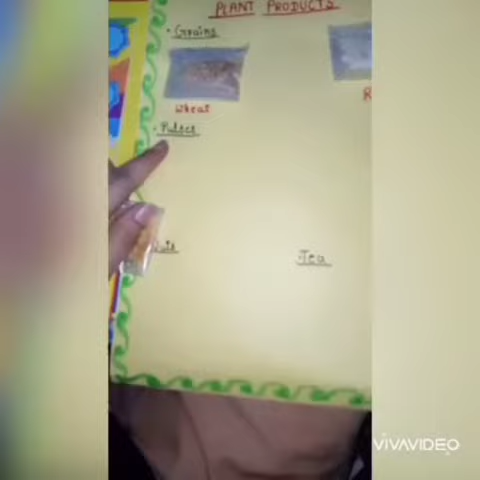 PLANT PRODUCTS
• Grains
Wheat
R
• Pulses
Tea
VIVAVIDEO